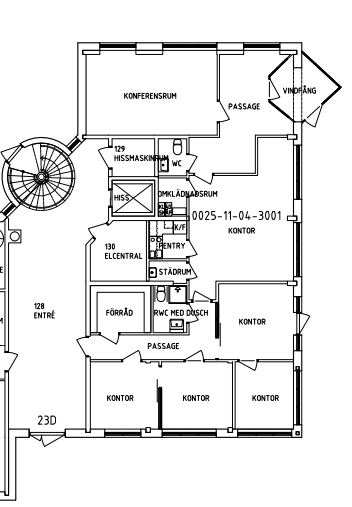 KONFERENSRUM
VINDFÅNG
PASSAGE
129
HISSMASKINRUM
WC
HISS
OMKLÄDNADSRUM
0025-11-04-3001
KONTOR
K/F
PENTRY
130
ELCENTRAL
STÄDRUM
128
ENTRÉ
FÖRRÅD
RWC MED DUSCH
KONTOR
PASSAGE
KONTOR
KONTOR
KONTOR
23D